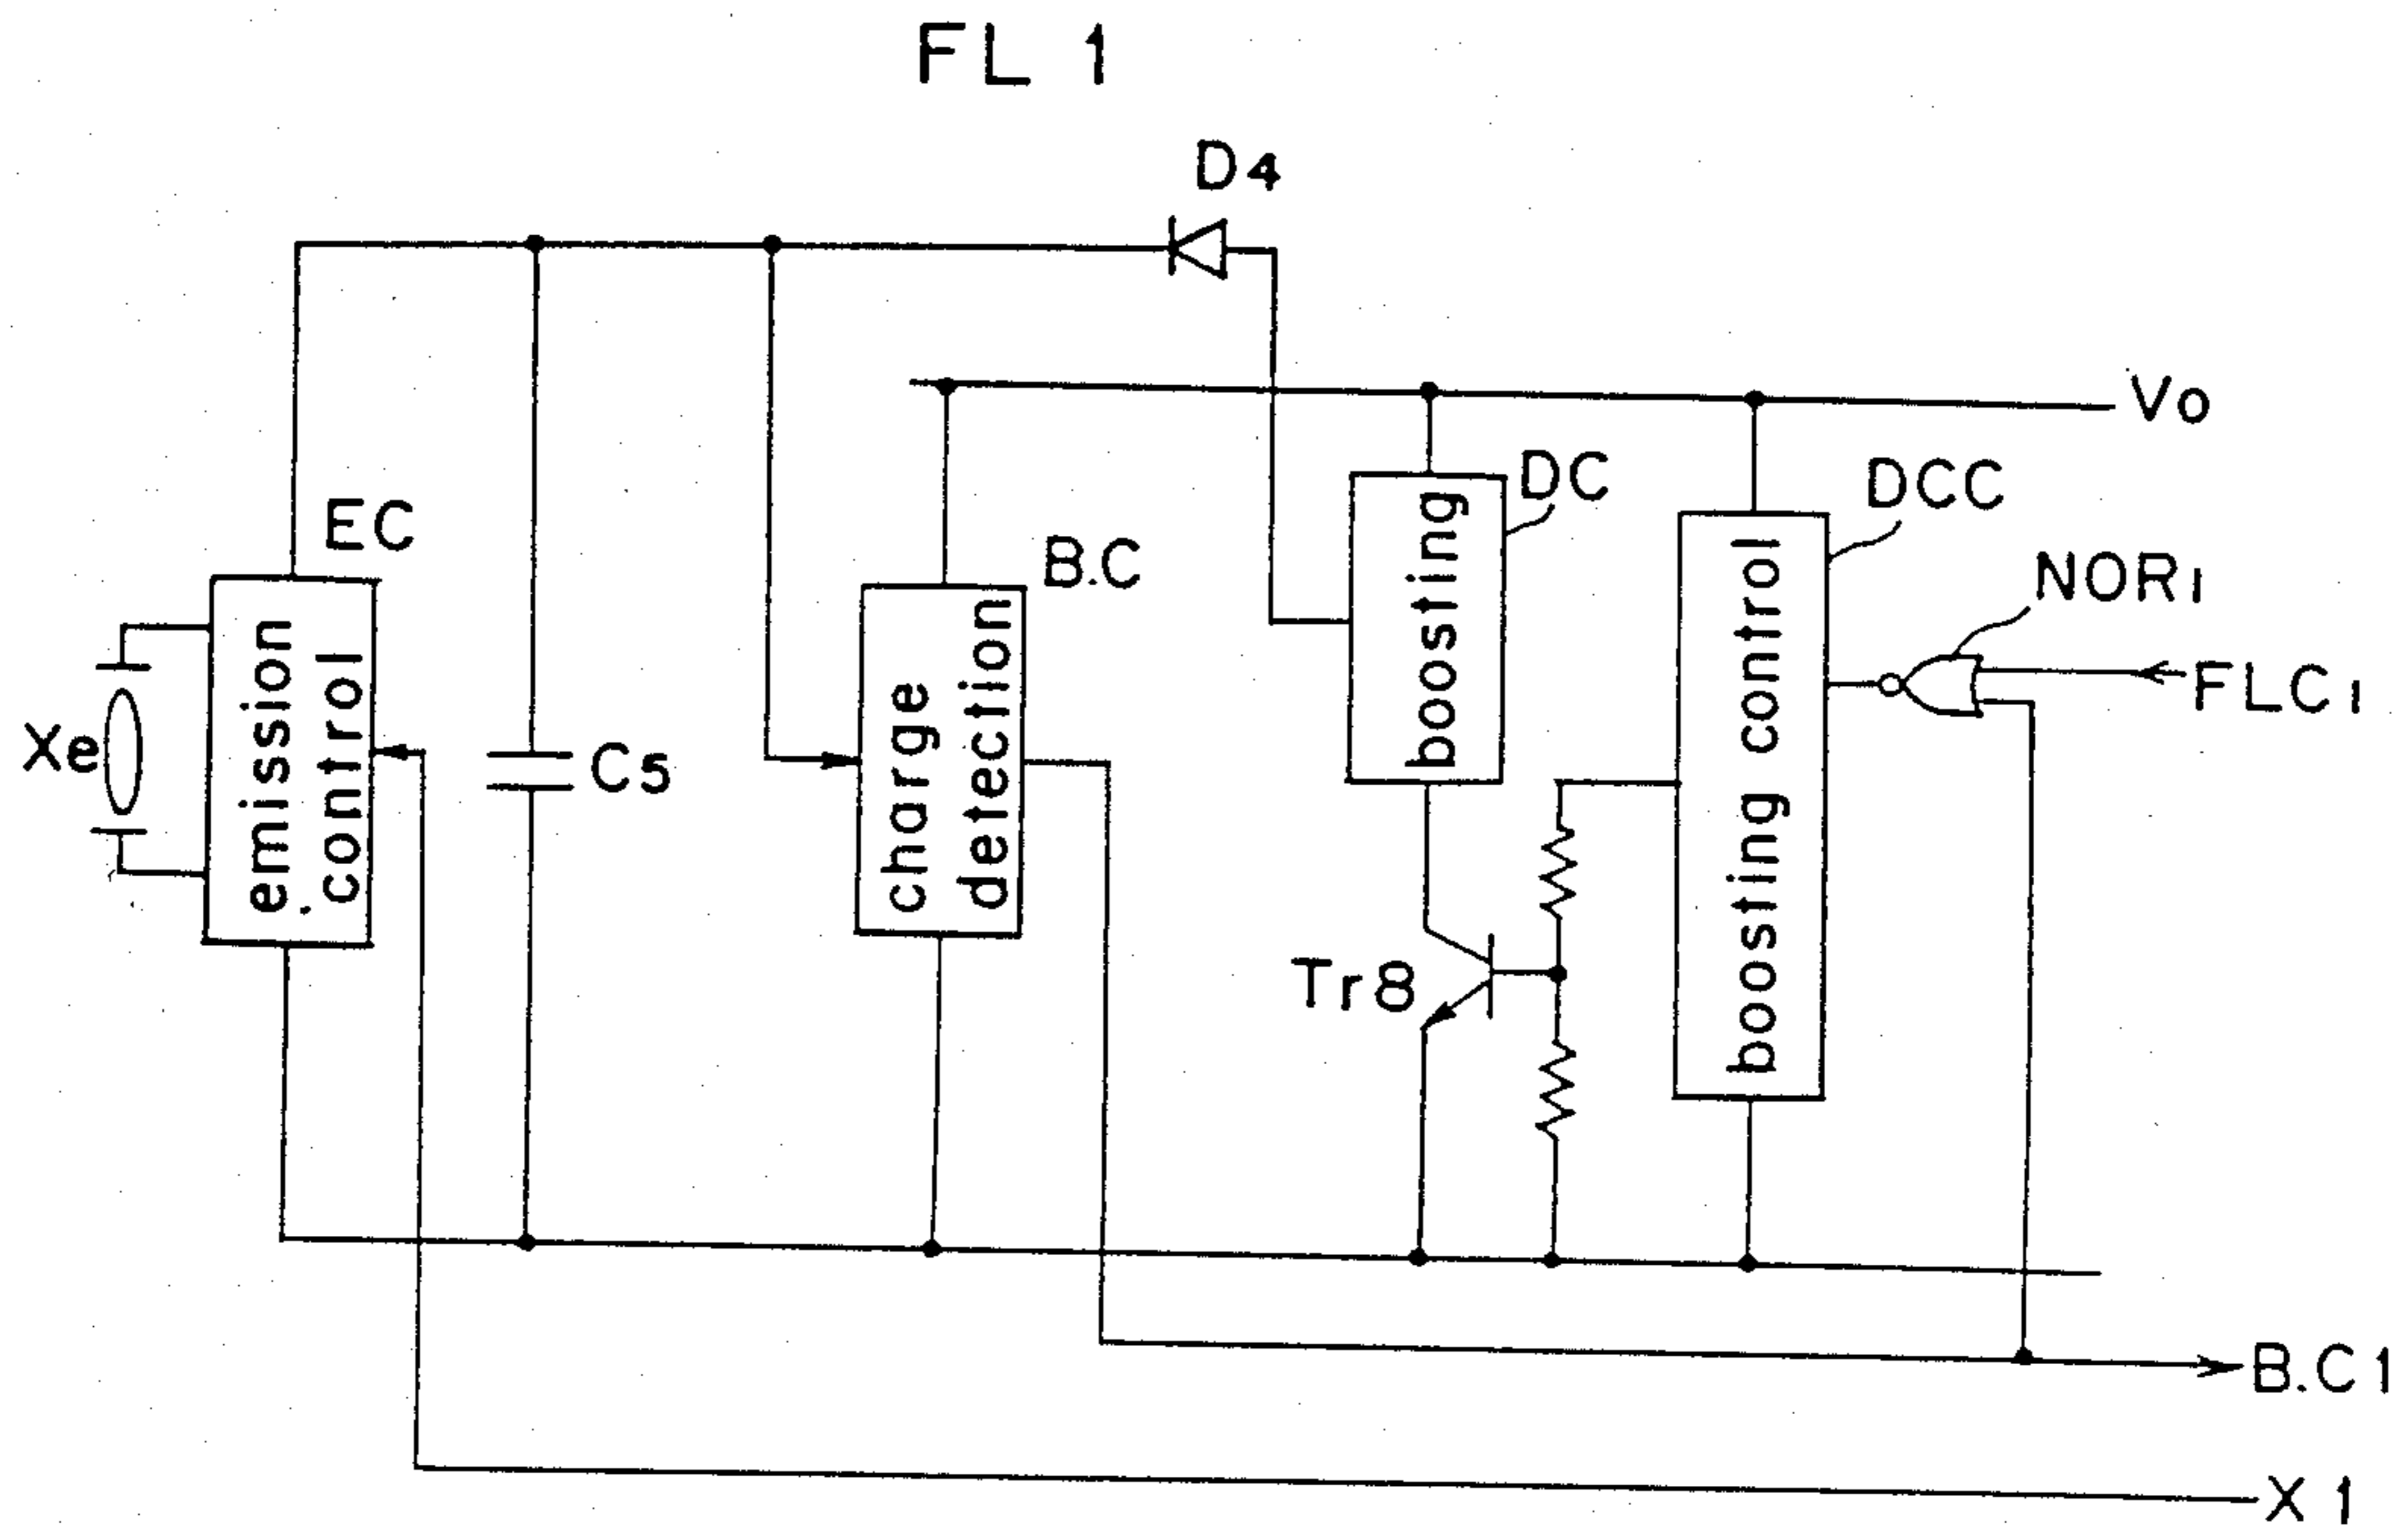 FL 1
D4
Vo
DC
DCC
EC
B.C
NOR1
FLC1
Xe
emission
control
C5
charge
detection
boosting
boosting control
Tr8
B.C1
X1